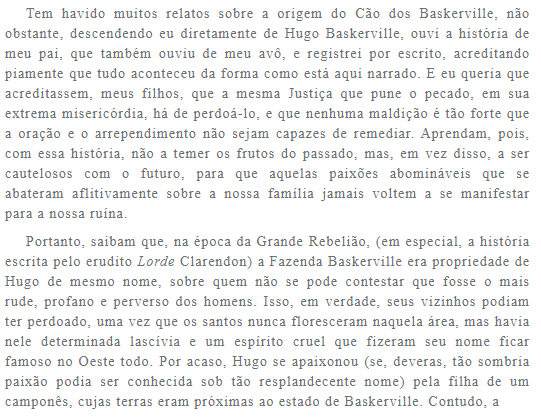 Tem havido muitos relatos sobre a origem do Cão dos Baskerville, não
obstante, descendendo eu diretamente de Hugo Baskerville, ouvi a história de
meu pai, que também ouviu de meu avô, e registrei por escrito, acreditando
piamente que tudo aconteceu da forma como está aqui narrado. E eu queria que
acreditassem, meus filhos, que a mesma Justiça que pune o pecado, em sua
extrema misericórdia, há de perdoá-lo, e que nenhuma maldição é tão forte que
a oração e o arrependimento não sejam capazes de remediar. Aprendam, pois,
com essa história, não a temer os frutos do passado, mas, em vez disso, a ser
cautelosos com o futuro, para que aquelas paixões abomináveis que se
abateram aflitivamente sobre a nossa família jamais voltem a se manifestar
para a nossa ruína.
Portanto, saibam que, na época da Grande Rebelião, (em especial, a história
escrita pelo erudito Lorde Clarendon) a Fazenda Baskerville era propriedade de
Hugo de mesmo nome, sobre quem não se pode contestar que fosse o mais
rude, profano e perverso dos homens. Isso, em verdade, seus vizinhos podiam
ter perdoado, uma vez que os santos nunca floresceram naquela área, mas havia
nele determinada lascívia e um espírito cruel que fizeram seu nome ficar
famoso no Oeste todo. Por acaso, Hugo se apaixonou (se, deveras, tão sombria
paixão podia ser conhecida sob tão resplandecente nome) pela filha de um
camponês, cujas terras eram próximas ao estado de Baskerville. Contudo, a